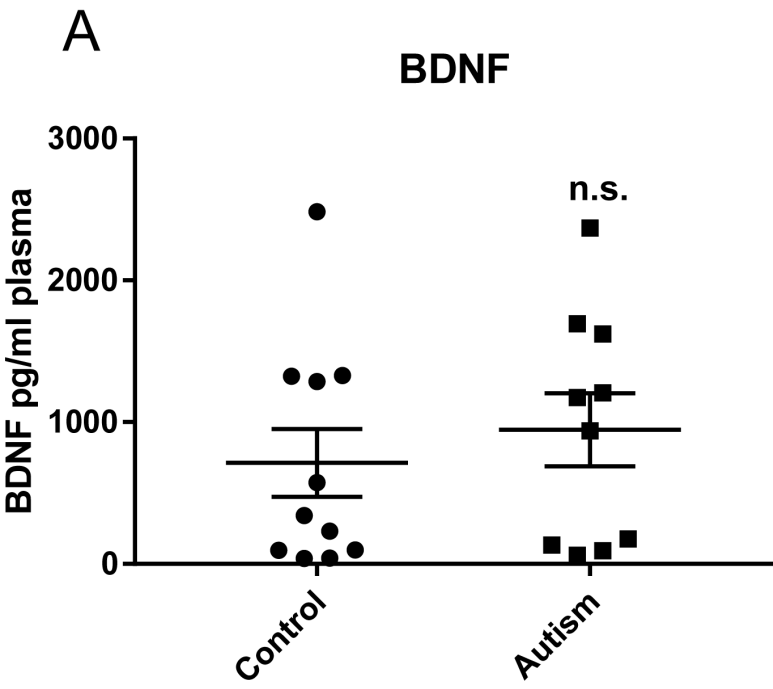 A
BDNF
BDNF pg/ml plasma
3000
2000
1000
0
n.s.
Control
Autism